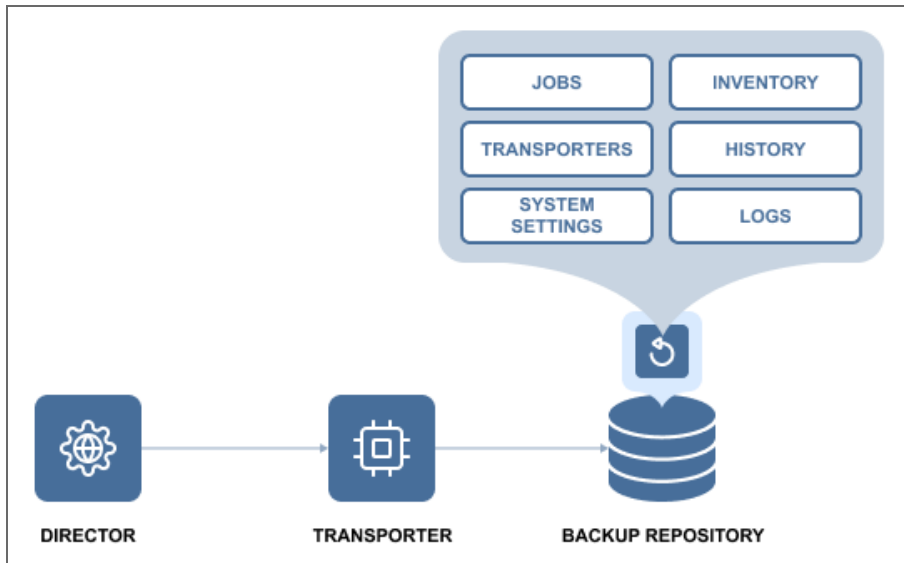 JOBS
INVENTORY
TRANSPORTERS
HISTORY
SYSTEM
SETTINGS
LOGS
DIRECTOR
TRANSPORTER
BACKUP REPOSITORY